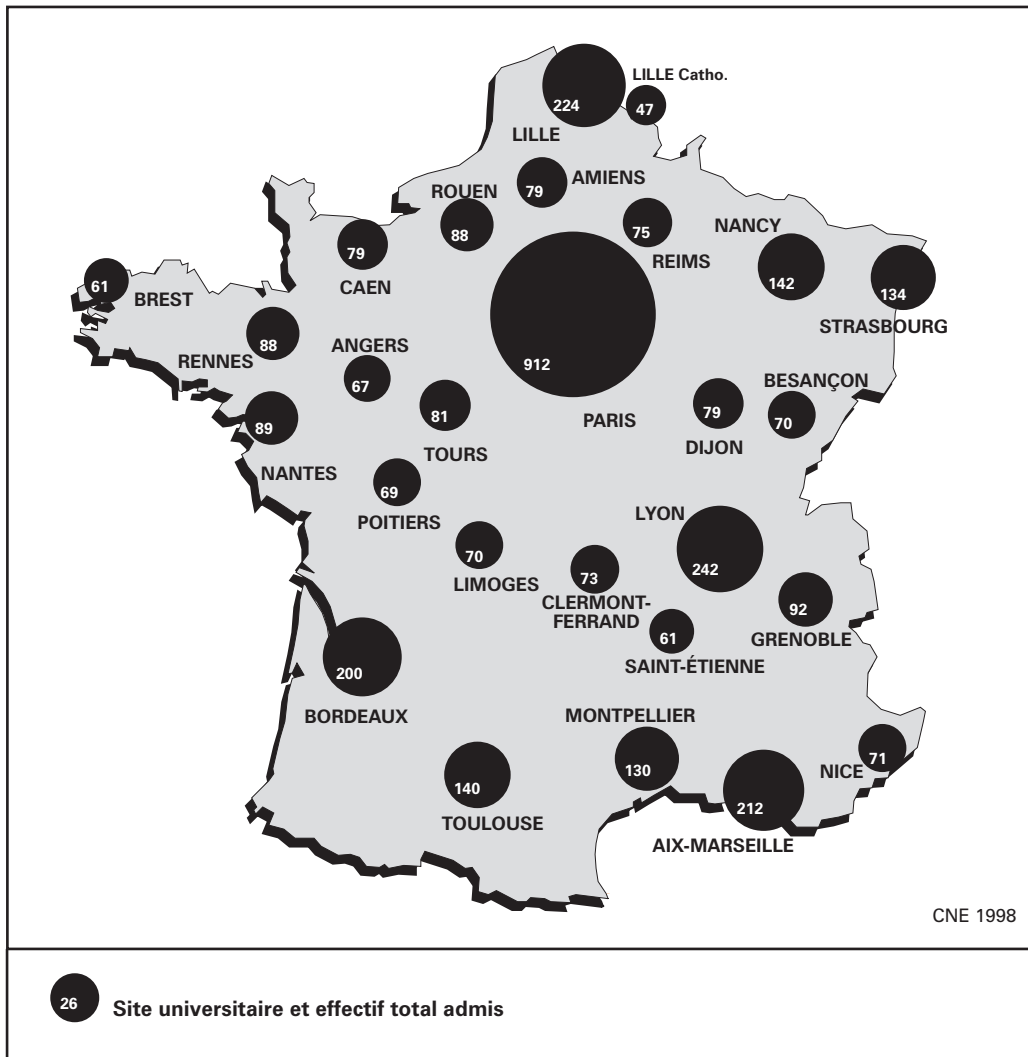 LILLE Catho.
224
47
LILLE
79
AMIENS
ROUEN
88
75
REIMS
NANCY
142
79
CAEN
134
STRASBOURG
61
BREST
88
RENNES
ANGERS
67
912
PARIS
BESANÇON
70
79
DIJON
81
TOURS
89
NANTES
69
POITIERS
LYON
242
70
LIMOGES
73
CLERMONT-
FERRAND
92
GRENOBLE
61
SAINT-ÉTIENNE
200
BORDEAUX
MONTPELLIER
130
71
NICE
140
TOULOUSE
212
AIX-MARSEILLE
CNE 1998
26 Site universitaire et effectif total admis